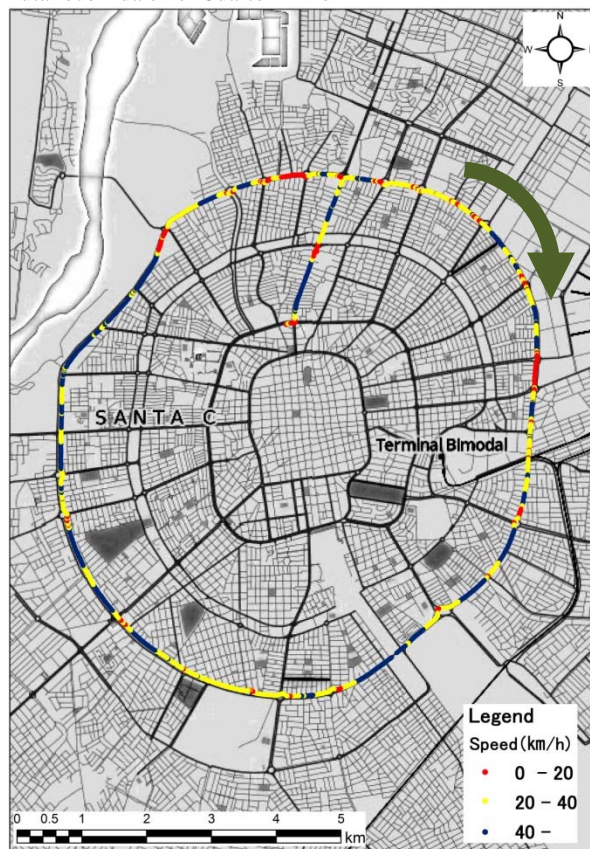 N
W
S
SANTA C
Terminal Bimodal
Legend
Speed(km/h)
0 - 20
20 - 40
40 -
0 0.5 1 2 3 4 5
km